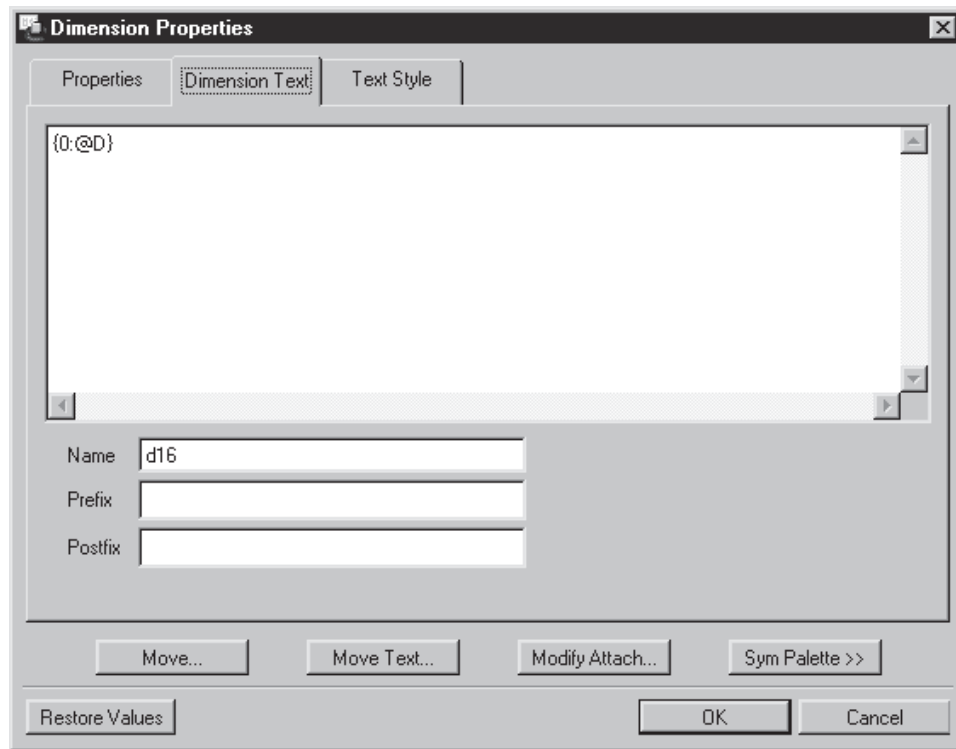 Dimension Properties
Properties Dimension Text Text Style
{0:@D}
Name d16
Prefix
Postfix
Move... Move Text... Modify Attach... Sym Palette >>
Restore Values OK Cancel